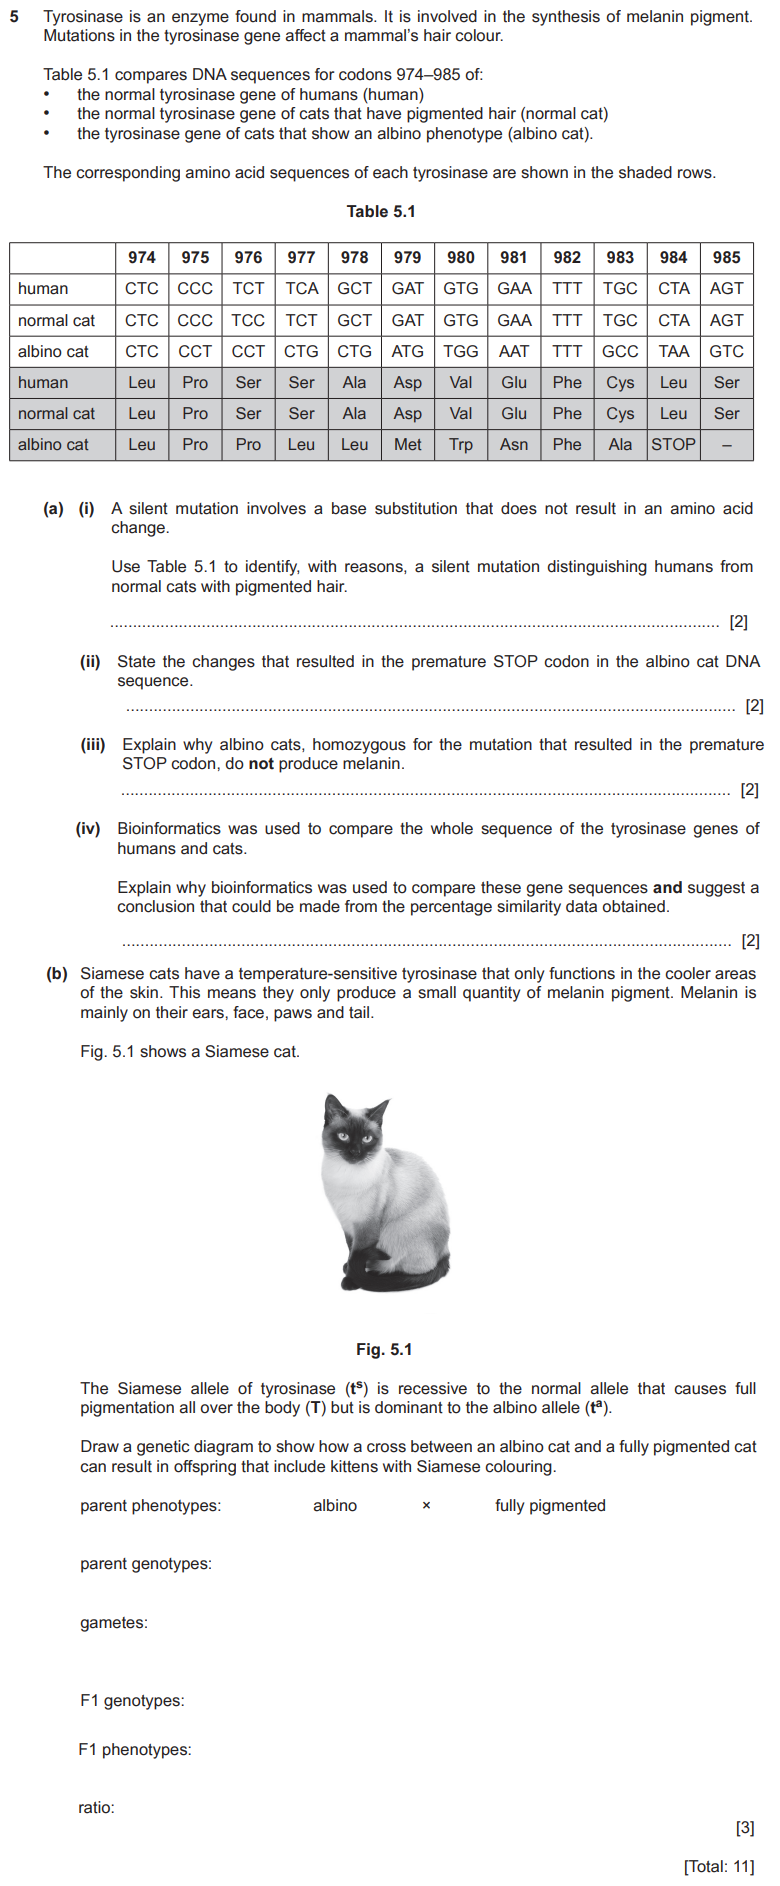 5 Tyrosinase is an enzyme found in mammals. It is involved in the synthesis of melanin pigment.
Mutations in the tyrosinase gene affect a mammal's hair colour.
Table 5.1 compares DNA sequences for codons 974–985 of:
• the normal tyrosinase gene of humans (human)
• the normal tyrosinase gene of cats that have pigmented hair (normal cat)
• the tyrosinase gene of cats that show an albino phenotype (albino cat).
The corresponding amino acid sequences of each tyrosinase are shown in the shaded rows.
Table 5.1
974 975 976 977 978 979 980 981 982 983 984 985
human CTC CCC TCT TCA GCT GAT GTG GAA TTT TGC CTA AGT
normal cat CTC CCC TCC TCT GCT GAT GTG GAA TTT TGC CTA AGT
albino cat CTC CCT CCT CTG CTG ATG TGG AAT TTT GCC TAA GTC
human Leu Pro Ser Ser Ala Asp Val Glu Phe Cys Leu Ser
normal cat Leu Pro Ser Ser Ala Asp Val Glu Phe Cys Leu Ser
albino cat Leu Pro Pro Leu Leu Met Trp Asn Phe Ala STOP –
(a) (i) A silent mutation involves a base substitution that does not result in an amino acid
change.
Use Table 5.1 to identify, with reasons, a silent mutation distinguishing humans from
normal cats with pigmented hair.
[2]
(ii) State the changes that resulted in the premature STOP codon in the albino cat DNA
sequence.
[2]
(iii) Explain why albino cats, homozygous for the mutation that resulted in the premature
STOP codon, do not produce melanin.
[2]
(iv) Bioinformatics was used to compare the whole sequence of the tyrosinase genes of
humans and cats.
Explain why bioinformatics was used to compare these gene sequences and suggest a
conclusion that could be made from the percentage similarity data obtained.
[2]
(b) Siamese cats have a temperature-sensitive tyrosinase that only functions in the cooler areas
of the skin. This means they only produce a small quantity of melanin pigment. Melanin is
mainly on their ears, face, paws and tail.
Fig. 5.1 shows a Siamese cat.
Fig. 5.1
The Siamese allele of tyrosinase (tˢ) is recessive to the normal allele that causes full
pigmentation all over the body (T) but is dominant to the albino allele (tᵃ).
Draw a genetic diagram to show how a cross between an albino cat and a fully pigmented cat
can result in offspring that include kittens with Siamese colouring.
parent phenotypes: albino × fully pigmented
parent genotypes:
gametes:
F1 genotypes:
F1 phenotypes:
ratio:
[3]
[Total: 11]